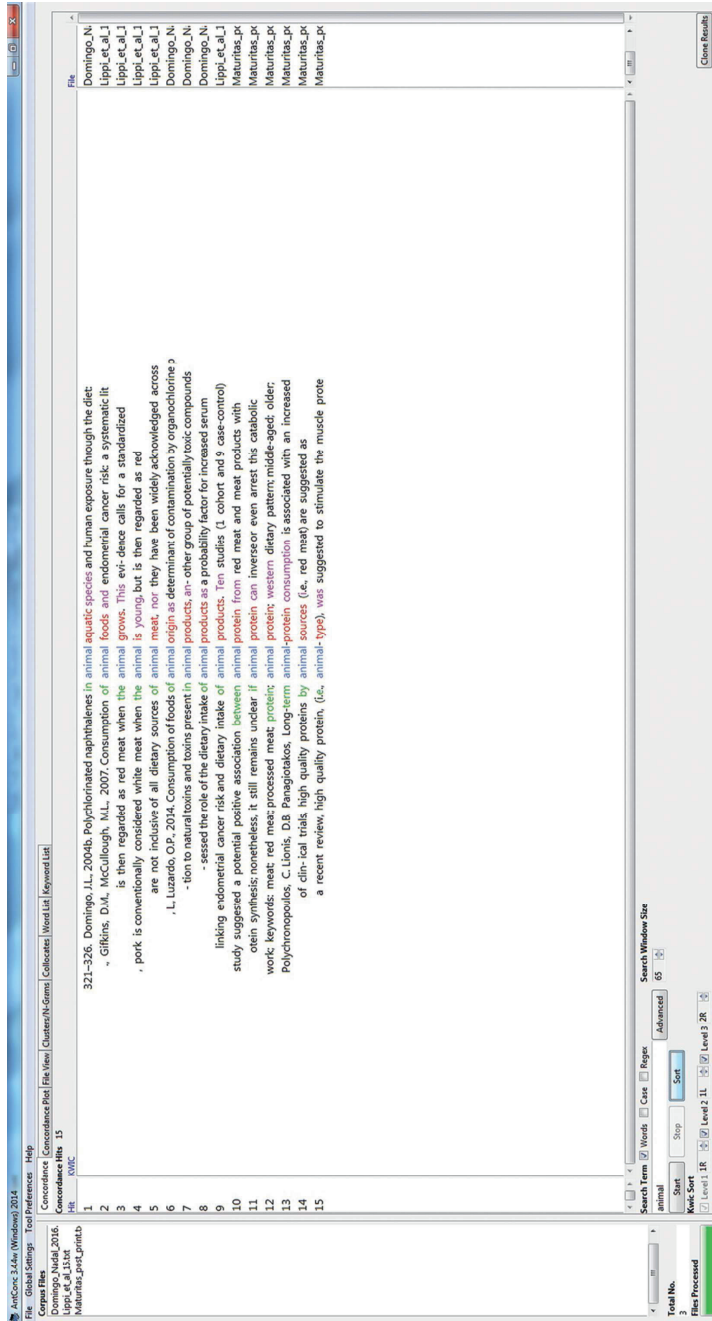 AntConc 3.4.4w (Windows) 2014
File Global Settings Tool Preferences Help
Corpus Files
Domingo_Nadal_2016.
Lippi_et_al_15.txt
Maturitas_post_print.t
Total No.
3
Files Processed
Concordance Concordance Plot File View Clusters/N-Grams Collocates Word List Keyword List
Concordance Hits 15
Hit KWIC File
1 321–326. Domingo, J.L., 2004b. Polychlorinated naphthalenes in animal aquatic species and human exposure through the diet: Domingo_N
2 ., Gifkins, D.M., McCullough, M.L., 2007. Consumption of animal foods and endometrial cancer risk: a systematic lit Lippi_et_al_1
3 is then regarded as red meat when the animal grows. This evi- dence calls for a standardized Lippi_et_al_1
4 , pork is conventionally considered white meat when the animal is young, but is then regarded as red Lippi_et_al_1
5 are not inclusive of all dietary sources of animal meat, nor they have been widely acknowledged across Lippi_et_al_1
6 , L, Luzardo, O.P., 2014. Consumption of foods of animal origin as determinant of contamination by organochlorine p Domingo_N
7 - tion to natural toxins and toxins present in animal products, an- other group of potentially toxic compounds Domingo_N
8 - sessed the role of the dietary intake of animal products as a probability factor for increased serum Domingo_N
9 linking endometrial cancer risk and dietary intake of animal products. Ten studies (1 cohort and 9 case-control) Lippi_et_al_1
10 study suggested a potential positive association between animal protein from red meat and meat products with Maturitas_pc
11 otein synthesis; nonetheless, it still remains unclear if animal protein can inverse or even arrest this catabolic Maturitas_pc
12 work; keywords: meat; red meat; processed meat; protein; animal protein; western dietary pattern; middle-aged; older; Maturitas_pc
13 Polychronopoulos, C. Lionis, D.B. Panagiotakos, Long-term animal-protein consumption is associated with an increased Maturitas_pc
14 of clin- ical trials, high quality proteins by animal sources (i.e., red meat) are suggested as Maturitas_pc
15 a recent review, high quality protein, (i.e., animal- type), was suggested to stimulate the muscle prote Maturitas_pc
Search Term Words Case Regex Search Window Size
animal Advanced 65
Start Stop Sort
Kwic Sort
Level 1 1R Level 2 1L Level 3 2R
Clone Results